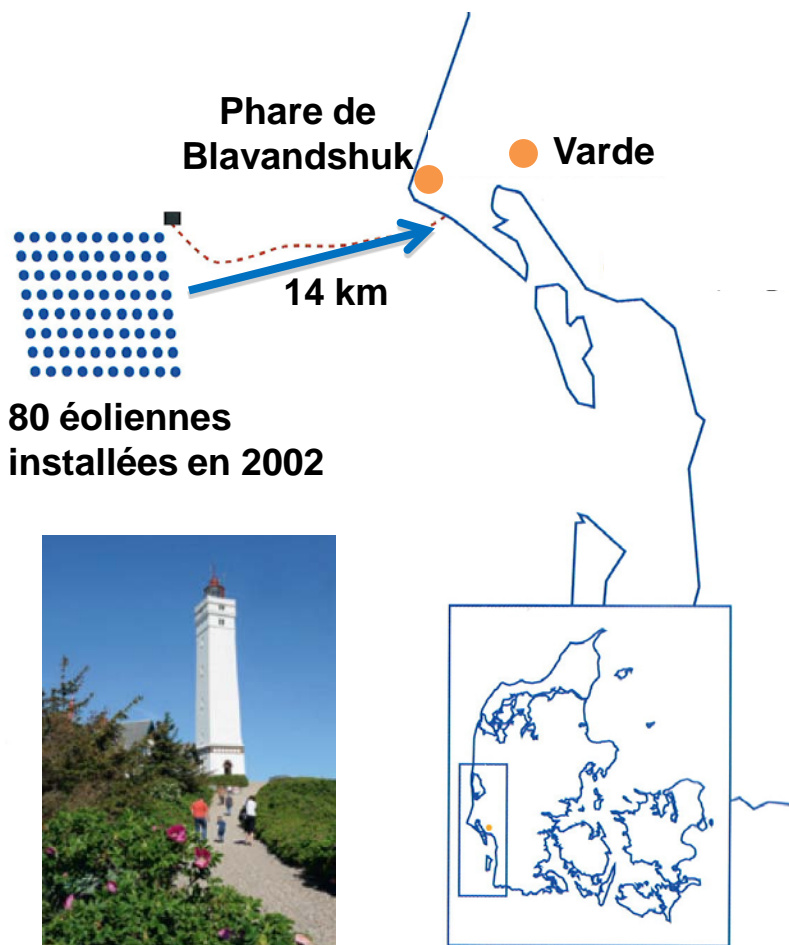 Phare de
Blavandshuk
Varde
14 km
80 éoliennes
installées en 2002